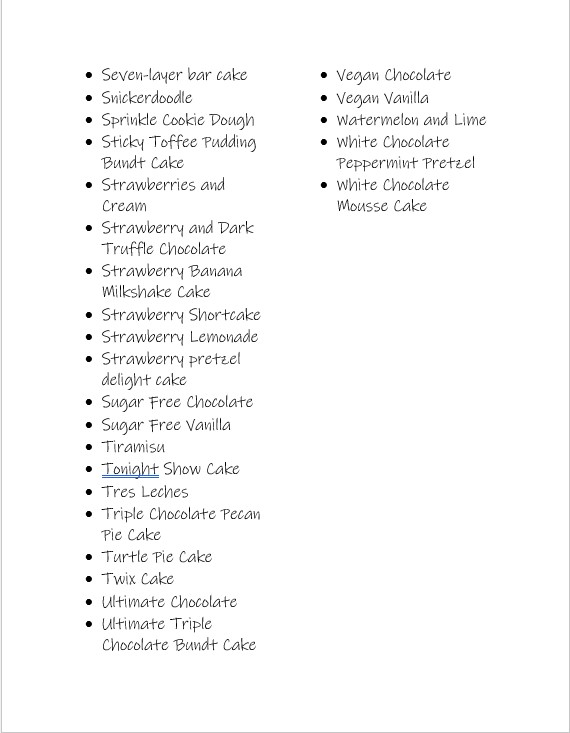 Seven-layer bar cake
Snickerdoodle
Sprinkle Cookie Dough
Sticky Toffee Pudding
Bundt Cake
Strawberries and
Cream
Strawberry and Dark
Truffle Chocolate
Strawberry Banana
Milkshake Cake
Strawberry Shortcake
Strawberry Lemonade
Strawberry pretzel
delight cake
Sugar Free Chocolate
Sugar Free Vanilla
Tiramisu
Tonight Show Cake
Tres Leches
Triple Chocolate Pecan
Pie Cake
Turtle Pie Cake
Twix Cake
Ultimate Chocolate
Ultimate Triple
Chocolate Bundt Cake
Vegan Chocolate
Vegan Vanilla
Watermelon and Lime
White Chocolate
Peppermint Pretzel
White Chocolate
Mousse Cake